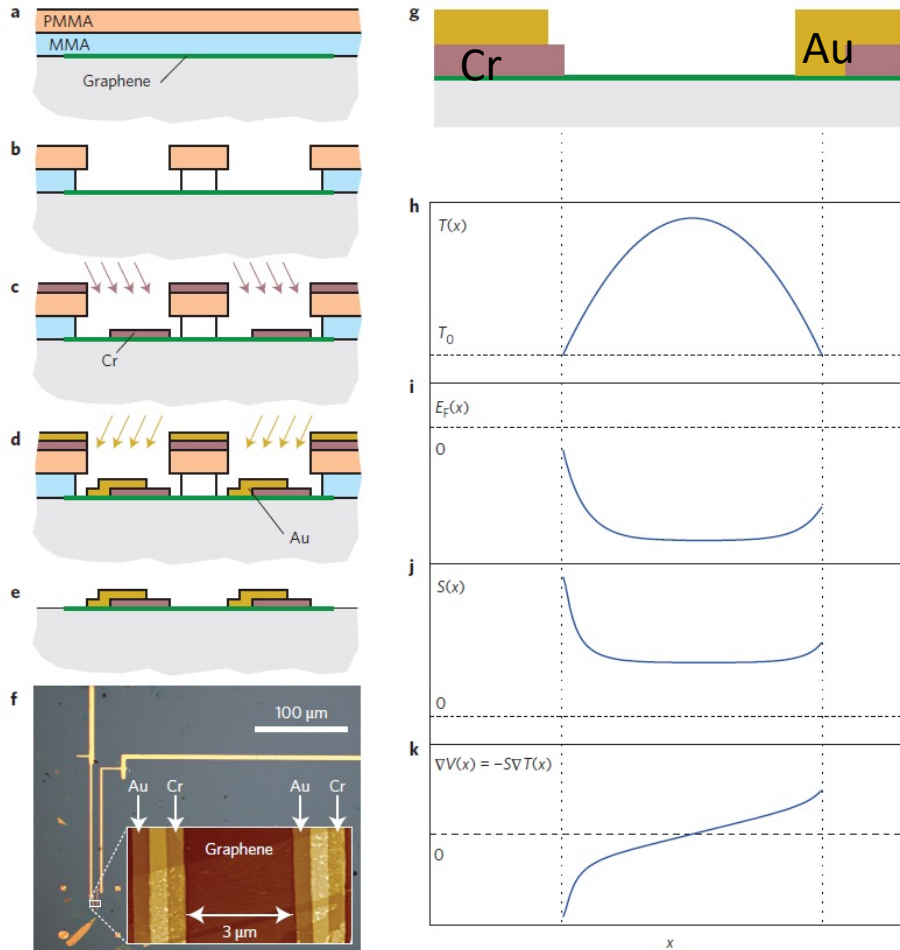 a
PMMA
MMA
Graphene
b
c
Cr
d
Au
e
f
100 µm
Au Cr Au Cr
Graphene
3 µm
g
Cr Au
h
T(x)
T₀
i
E_F(x)
0
j
S(x)
0
k
∇V(x) = −S∇T(x)
0
x